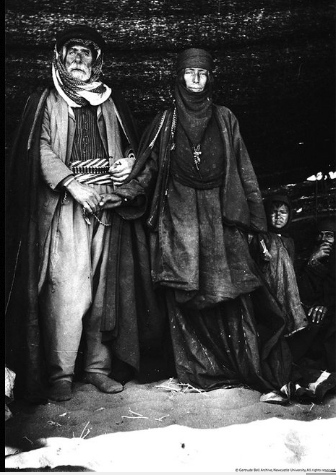 © Gertrude Bell Archive, Newcastle University. All rights reserved.